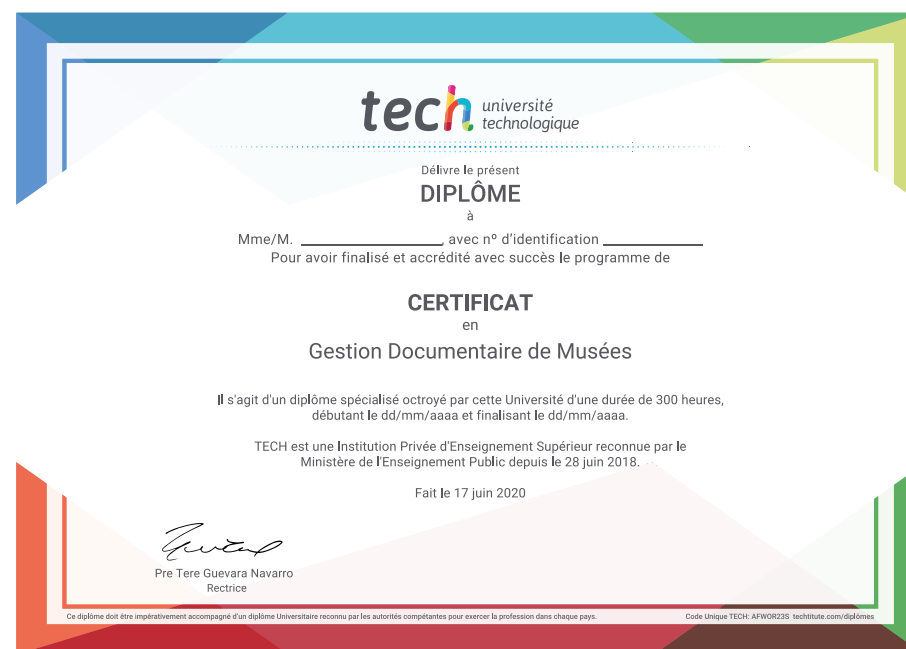 tech université
technologique
Délivre le présent
DIPLÔME
à
Mme/M. ____________________, avec nº d'identification ______________
Pour avoir finalisé et accrédité avec succès le programme de
CERTIFICAT
en
Gestion Documentaire de Musées
Il s'agit d'un diplôme spécialisé octroyé par cette Université d'une durée de 300 heures,
débutant le dd/mm/aaaa et finalisant le dd/mm/aaaa.
TECH est une Institution Privée d'Enseignement Supérieur reconnue par le
Ministère de l'Enseignement Public depuis le 28 juin 2018.
Fait le 17 juin 2020
Pre Tere Guevara Navarro
Rectrice
Ce diplôme doit être impérativement accompagné d'un diplôme Universitaire reconnu par les autorités compétantes pour exercer la profession dans chaque pays.
Code Unique TECH: AFWOR23S techtitute.com/diplômes